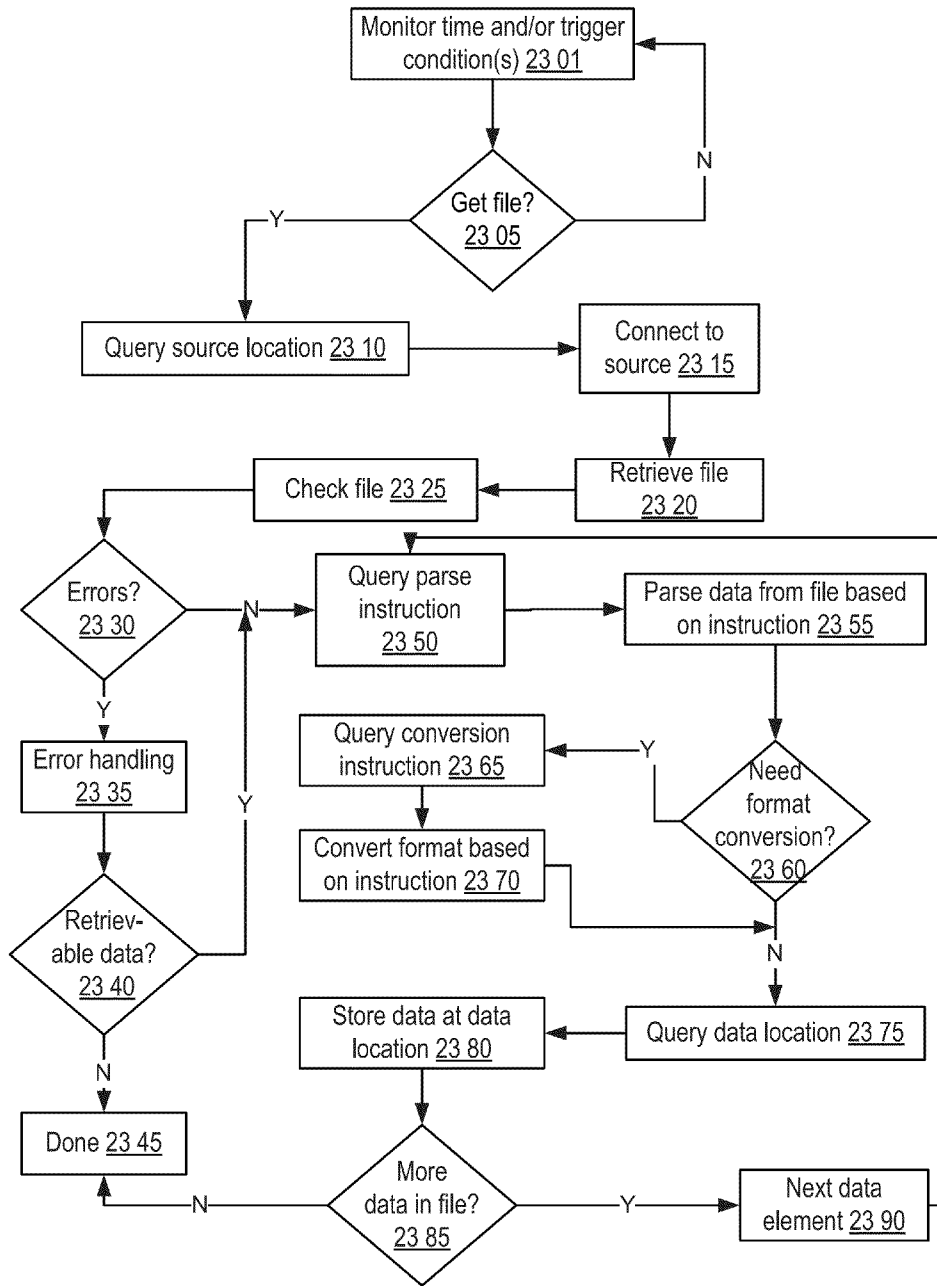 Monitor time and/or trigger
condition(s) 23 01
N
Get file?
23 05
Y
Query source location 23 10
Connect to
source 23 15
Check file 23 25
Retrieve file
23 20
Errors?
23 30
N
Query parse
instruction
23 50
Parse data from file based
on instruction 23 55
Y
Error handling
23 35
Y
Query conversion
instruction 23 65
Y
Need
format
conversion?
23 60
Convert format based
on instruction 23 70
Retriev-
able data?
23 40
N
Store data at data
location 23 80
Query data location 23 75
N
Done 23 45
N
More
data in file?
23 85
Y
Next data
element 23 90